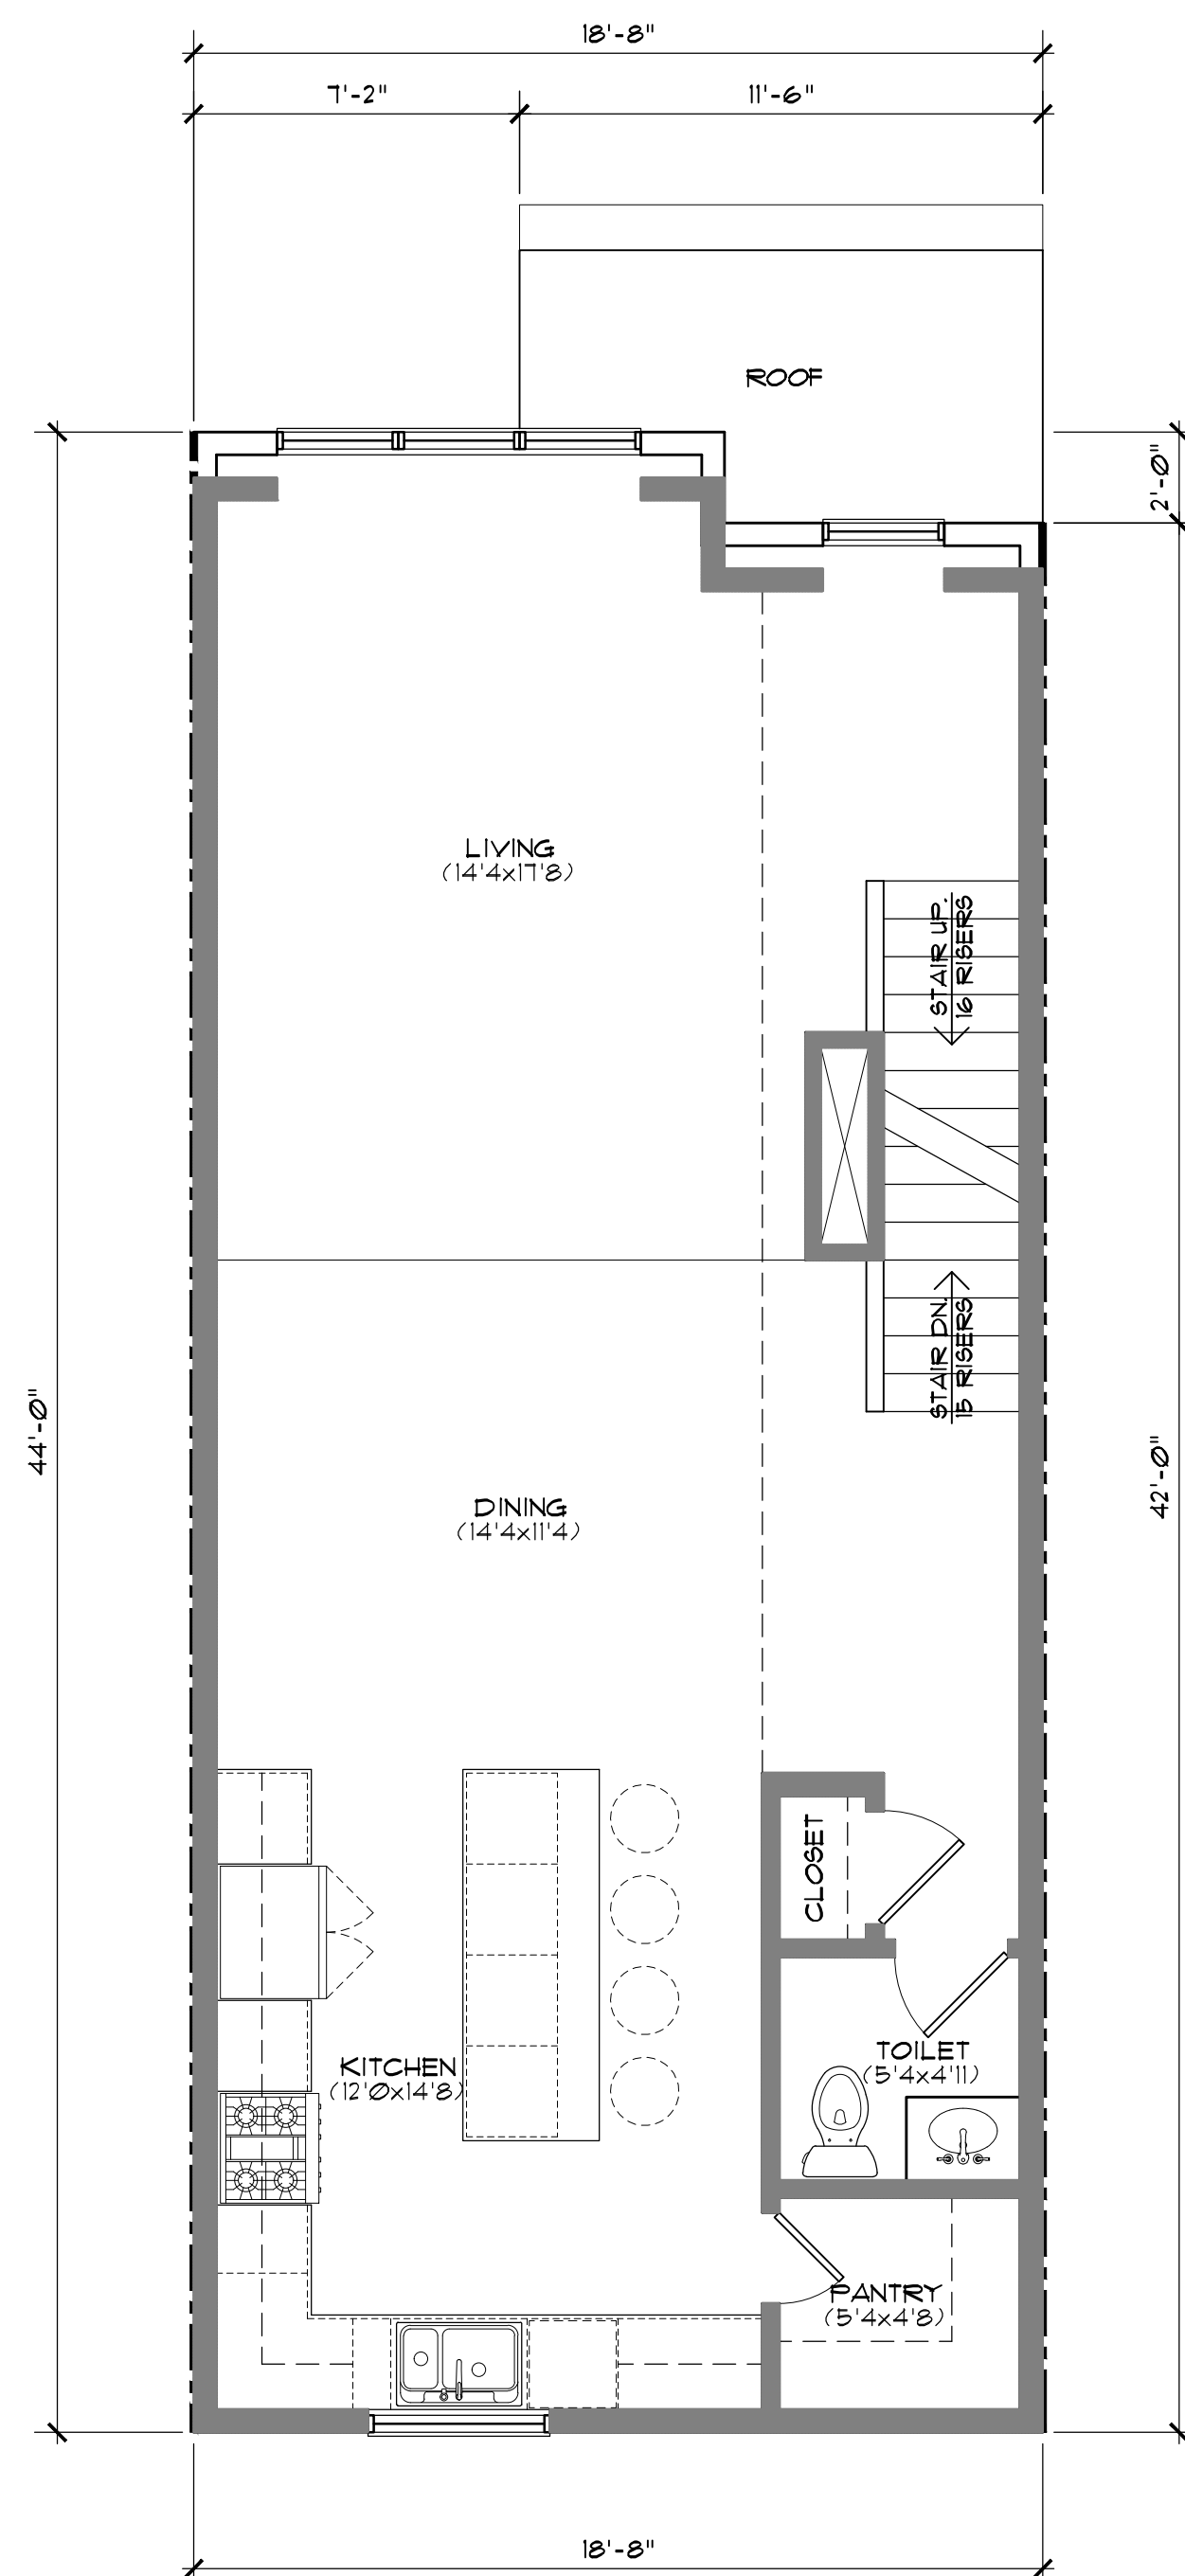 18'-8"
7'-2"
11'-6"
ROOF
2'-0"
LIVING
(14'4x17'8)
STAIR UP.
16 RISERS
STAIR DN.
15 RISERS
44'-0"
42'-0"
DINING
(14'4x11'4)
CLOSET
KITCHEN
(12'0x14'8)
TOILET
(5'4x4'11)
PANTRY
(5'4x4'8)
18'-8"